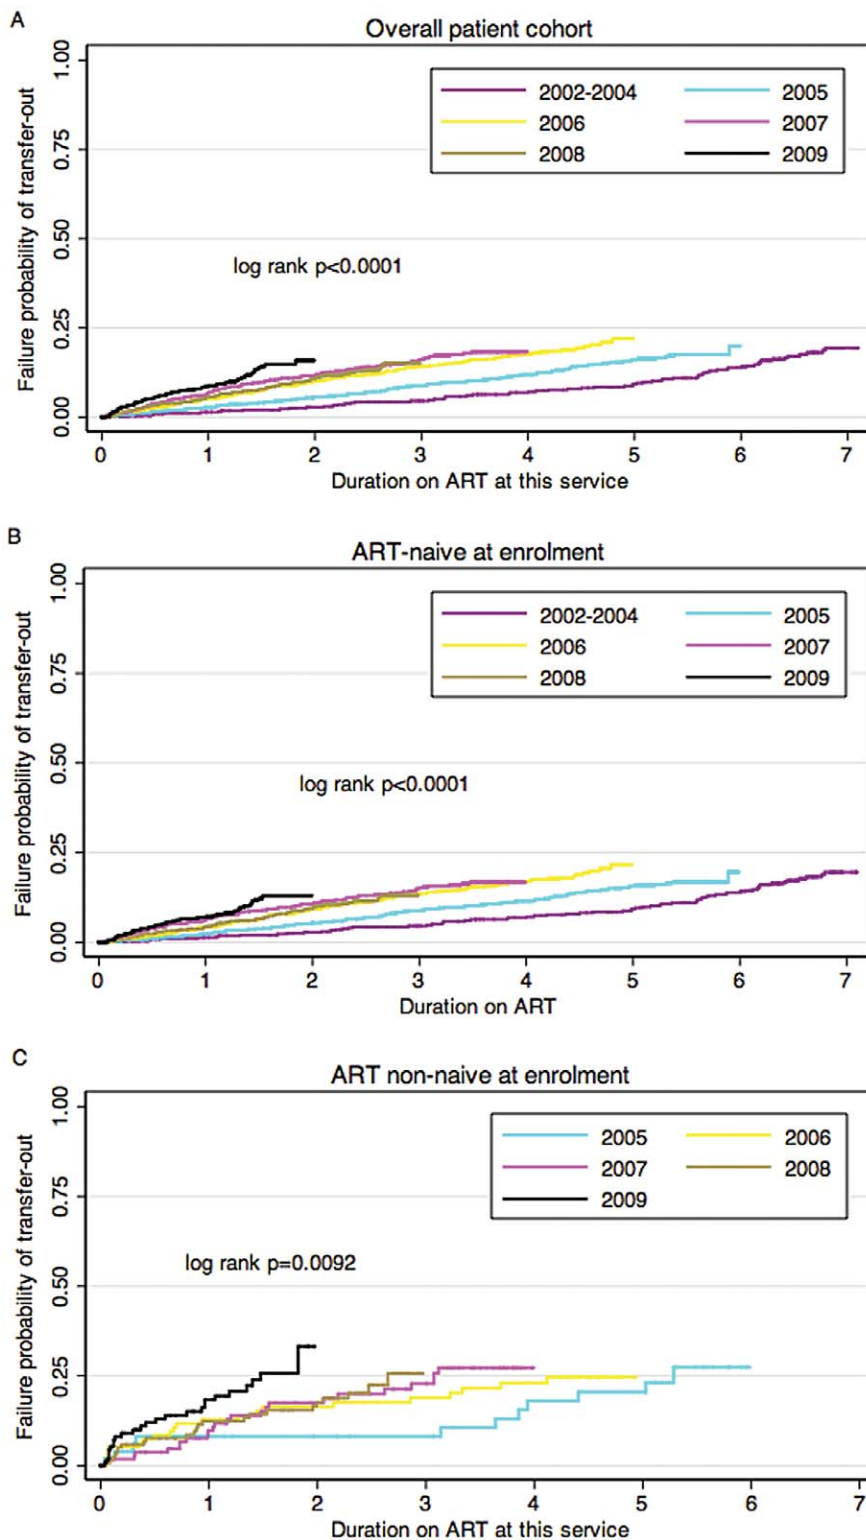 A
Overall patient cohort
Failure probability of transfer-out
1.00
0.75
0.50
0.25
0.00
2002-2004 2005
2006 2007
2008 2009
log rank p<0.0001
0 1 2 3 4 5 6 7
Duration on ART at this service
B
ART-naive at enrolment
Failure probability of transfer-out
1.00
0.75
0.50
0.25
0.00
2002-2004 2005
2006 2007
2008 2009
log rank p<0.0001
0 1 2 3 4 5 6 7
Duration on ART
C
ART non-naive at enrolment
Failure probability of transfer-out
1.00
0.75
0.50
0.25
0.00
2005 2006
2007 2008
2009
log rank p=0.0092
0 1 2 3 4 5 6 7
Duration on ART at this service